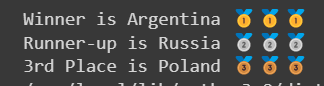 Winner is Argentina 🥇 🥇 🥇
Runner-up is Russia 🥈 🥈 🥈
3rd Place is Poland 🥉 🥉 🥉